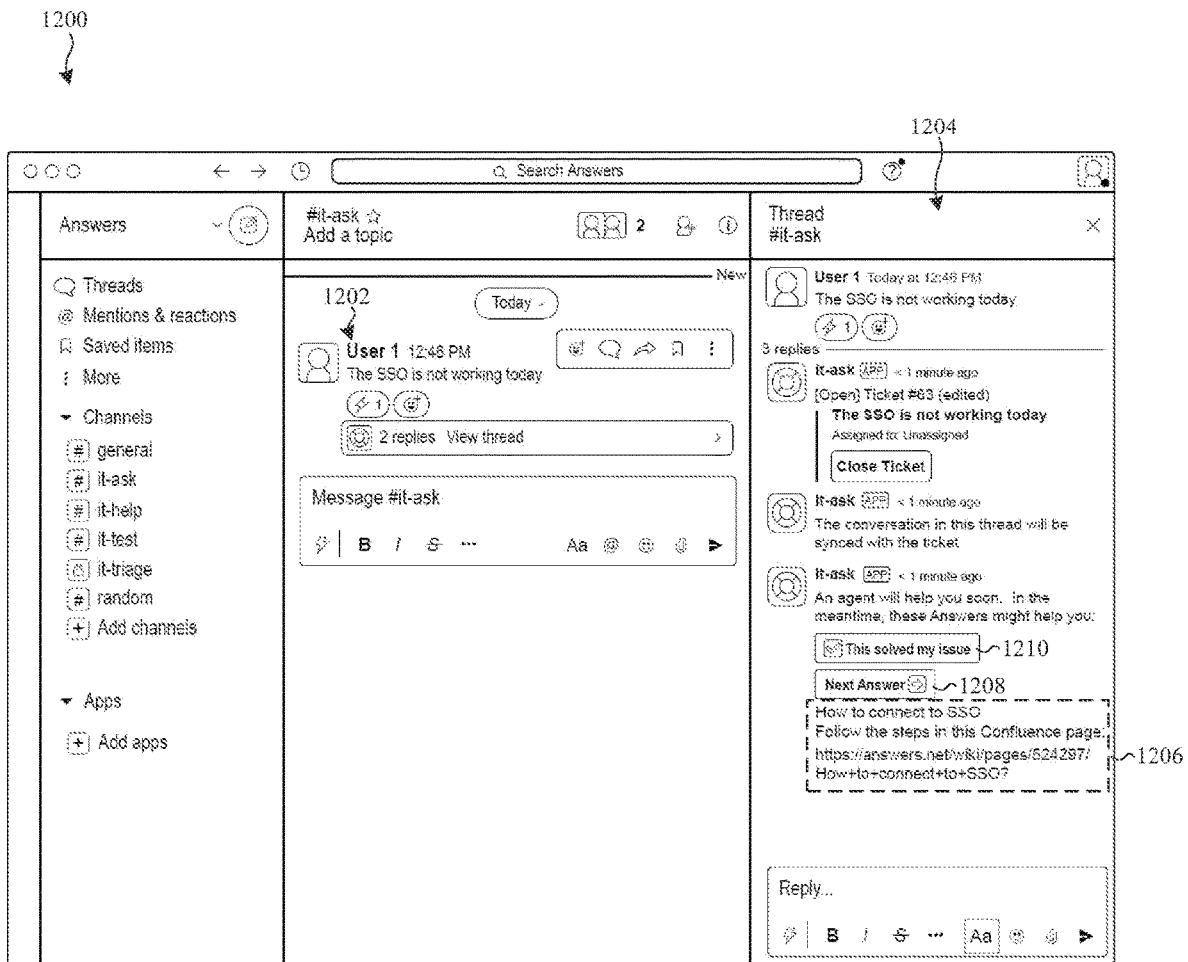 1200
1204
Search Answers
Answers
#it-ask
Add a topic
2
Thread
#it-ask
Threads
Mentions & reactions
Saved items
More
Channels
# general
# it-ask
# it-help
# it-test
it-triage
# random
+ Add channels
Apps
+ Add apps
New
Today
1202
User 1 12:46 PM
The SSO is not working today
1
2 replies View thread
Message #it-ask
B I S ... Aa @
User 1 Today at 12:46 PM
The SSO is not working today
1
3 replies
it-ask APP < 1 minute ago
[Open] Ticket #63 (edited)
The SSO is not working today
Assigned to: Unassigned
Close Ticket
it-ask APP < 1 minute ago
The conversation in this thread will be
synced with the ticket
it-ask APP < 1 minute ago
An agent will help you soon. In the
meantime, these Answers might help you:
This solved my issue
1210
Next Answer
1208
How to connect to SSO
Follow the steps in this Confluence page:
https://answers.net/wiki/pages/524297/
How+to+connect+to+SSO?
1206
Reply...
B I S ... Aa